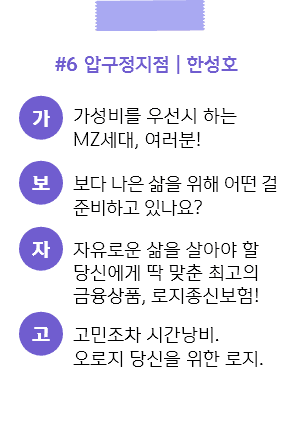 #6 압구정지점 | 한성호
가
가성비를 우선시 하는
MZ세대, 여러분!
보
보다 나은 삶을 위해 어떤 걸
준비하고 있나요?
자
자유로운 삶을 살아야 할
당신에게 딱 맞춘 최고의
금융상품, 로지종신보험!
고
고민조차 시간낭비.
오로지 당신을 위한 로지.